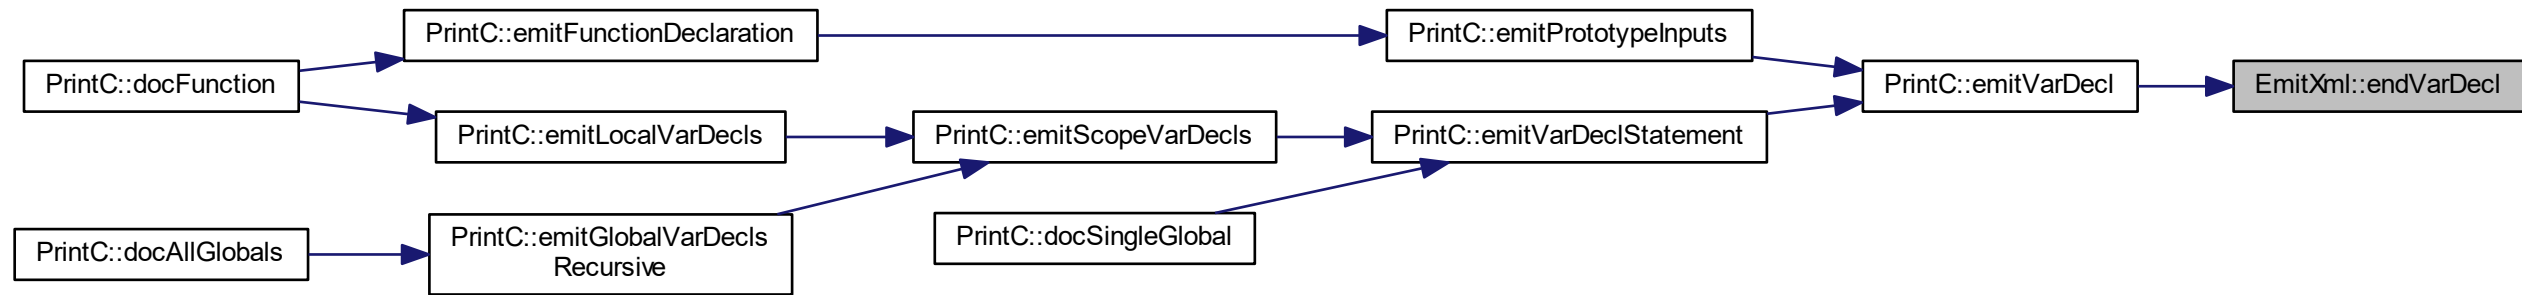 PrintC::emitFunctionDeclaration
PrintC::emitPrototypeInputs
PrintC::docFunction
PrintC::emitVarDecl
EmitXml::endVarDecl
PrintC::emitLocalVarDecls
PrintC::emitScopeVarDecls
PrintC::emitVarDeclStatement
PrintC::docAllGlobals
PrintC::emitGlobalVarDecls
Recursive
PrintC::docSingleGlobal